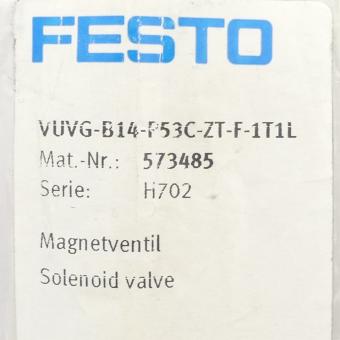 FESTO
VUVG-B14-P53C-ZT-F-1T1L
Mat.-Nr.: 573485
Serie: H702
Magnetventil
Solenoid valve